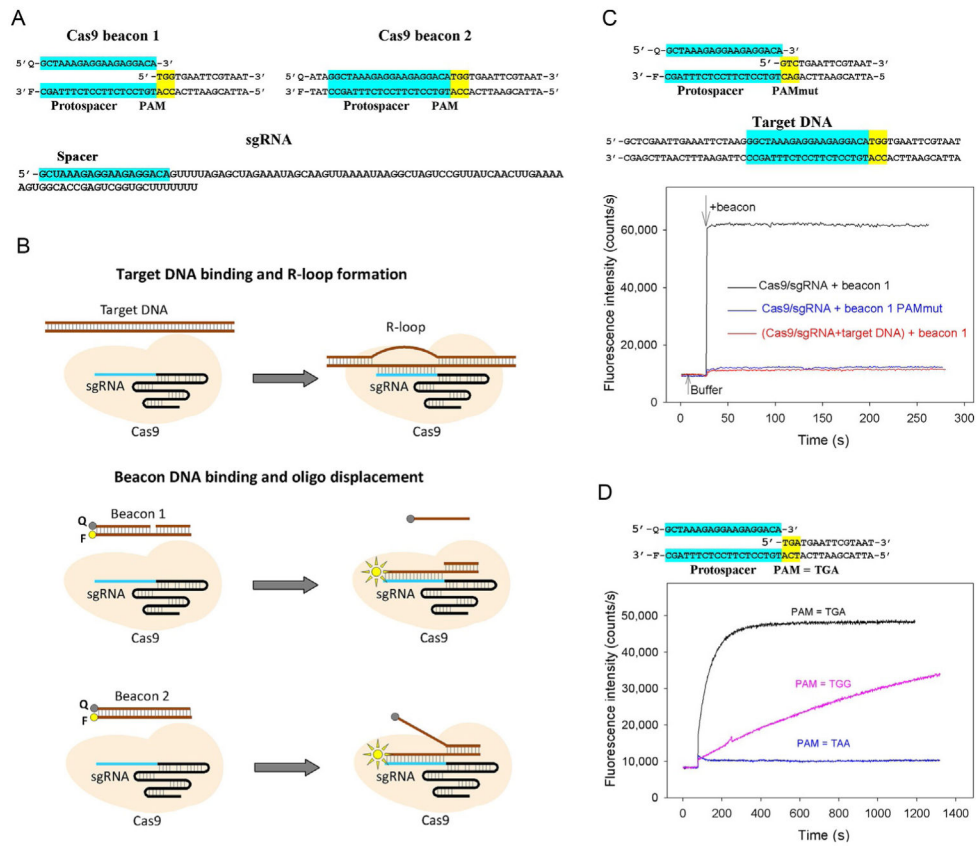 A
Cas9 beacon 1
5'Q-GCTAAAGAGGAAGAGGACA-3'
5'-TGGTGAATTCGTAAT-3'
3'F-CGATTTCTCCTTCTCCTGTACCACTTAAGCATTA-5'
Protospacer PAM
Cas9 beacon 2
5'Q-ATAGGCTAAAGAGGAAGAGGACATGGTGAATTCGTAAT-3'
3'F-TATCCGATTTCTCCTTCTCCTGTACCACTTAAGCATTA-5'
Protospacer PAM
sgRNA
Spacer
5'-GCUAAAGAGGAAGAGGACAGUUUUAGAGCUAGAAAUAGCAAGUUAAAAUAAGGCUAGUCCGUUAUCAACUUGAAAA
AGUGGCACCGAGUCGGUGCUUUUUUU
B
Target DNA binding and R-loop formation
Target DNA
R-loop
sgRNA
Cas9
sgRNA
Cas9
Beacon DNA binding and oligo displacement
Beacon 1
Q
F
sgRNA
Cas9
sgRNA
Cas9
Beacon 2
Q
F
sgRNA
Cas9
sgRNA
Cas9
C
5'-Q-GCTAAAGAGGAAGAGGACA-3'
5'-GTCTGAATTCGTAAT-3'
3'-F-CGATTTCTCCTTCTCCTGTCAGACTTAAGCATTA-5'
Protospacer PAMmut
Target DNA
5'-GCTCGAATTGAAATTCTAAGGGCTAAAGAGGAAGAGGACATGGTGAATTCGTAAT
3'-CGAGCTTAACTTTAAGATTCCCGATTTCTCCTTCTCCTGTACCACTTAAGCATTA
Fluorescence intensity (counts/s)
60,000
40,000
20,000
10,000
0
+beacon
Cas9/sgRNA + beacon 1
Cas9/sgRNA + beacon 1 PAMmut
(Cas9/sgRNA+target DNA) + beacon 1
Buffer
0 50 100 150 200 250 300
Time (s)
D
5'-Q-GCTAAAGAGGAAGAGGACA-3'
5'-TGATGAATTCGTAAT-3'
3'-F-CGATTTCTCCTTCTCCTGTACTACTTAAGCATTA-5'
Protospacer PAM = TGA
Fluorescence intensity (counts/s)
50,000
40,000
30,000
20,000
10,000
0
PAM = TGA
PAM = TGG
PAM = TAA
0 200 400 600 800 1000 1200 1400
Time (s)